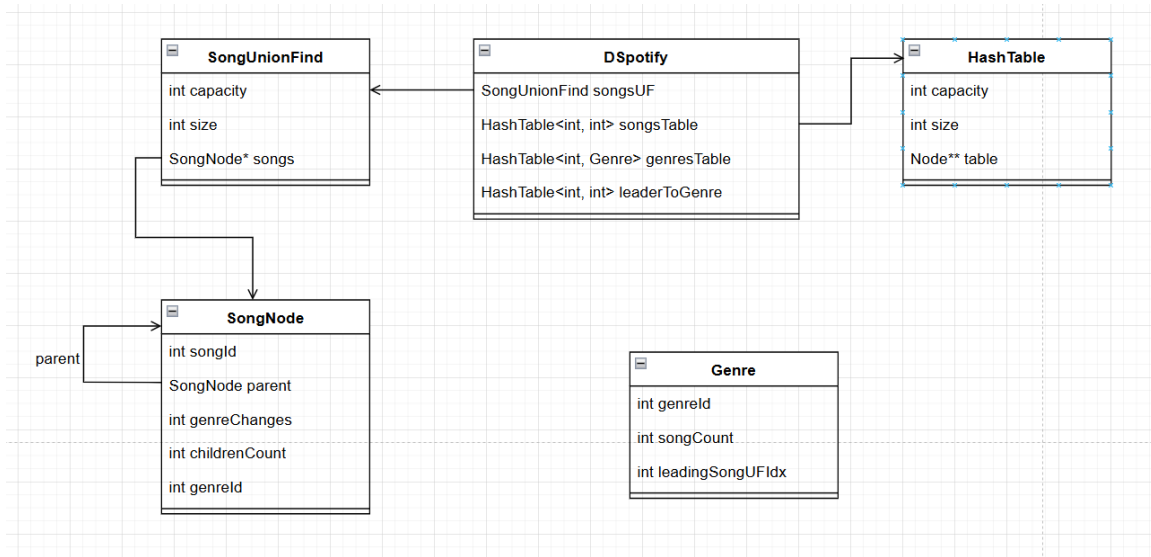 SongUnionFind
int capacity
int size
SongNode* songs
DSpotify
SongUnionFind songsUF
HashTable<int, int> songsTable
HashTable<int, Genre> genresTable
HashTable<int, int> leaderToGenre
HashTable
int capacity
int size
Node** table
parent
SongNode
int songId
SongNode parent
int genreChanges
int childrenCount
int genreId
Genre
int genreId
int songCount
int leadingSongUFIdx